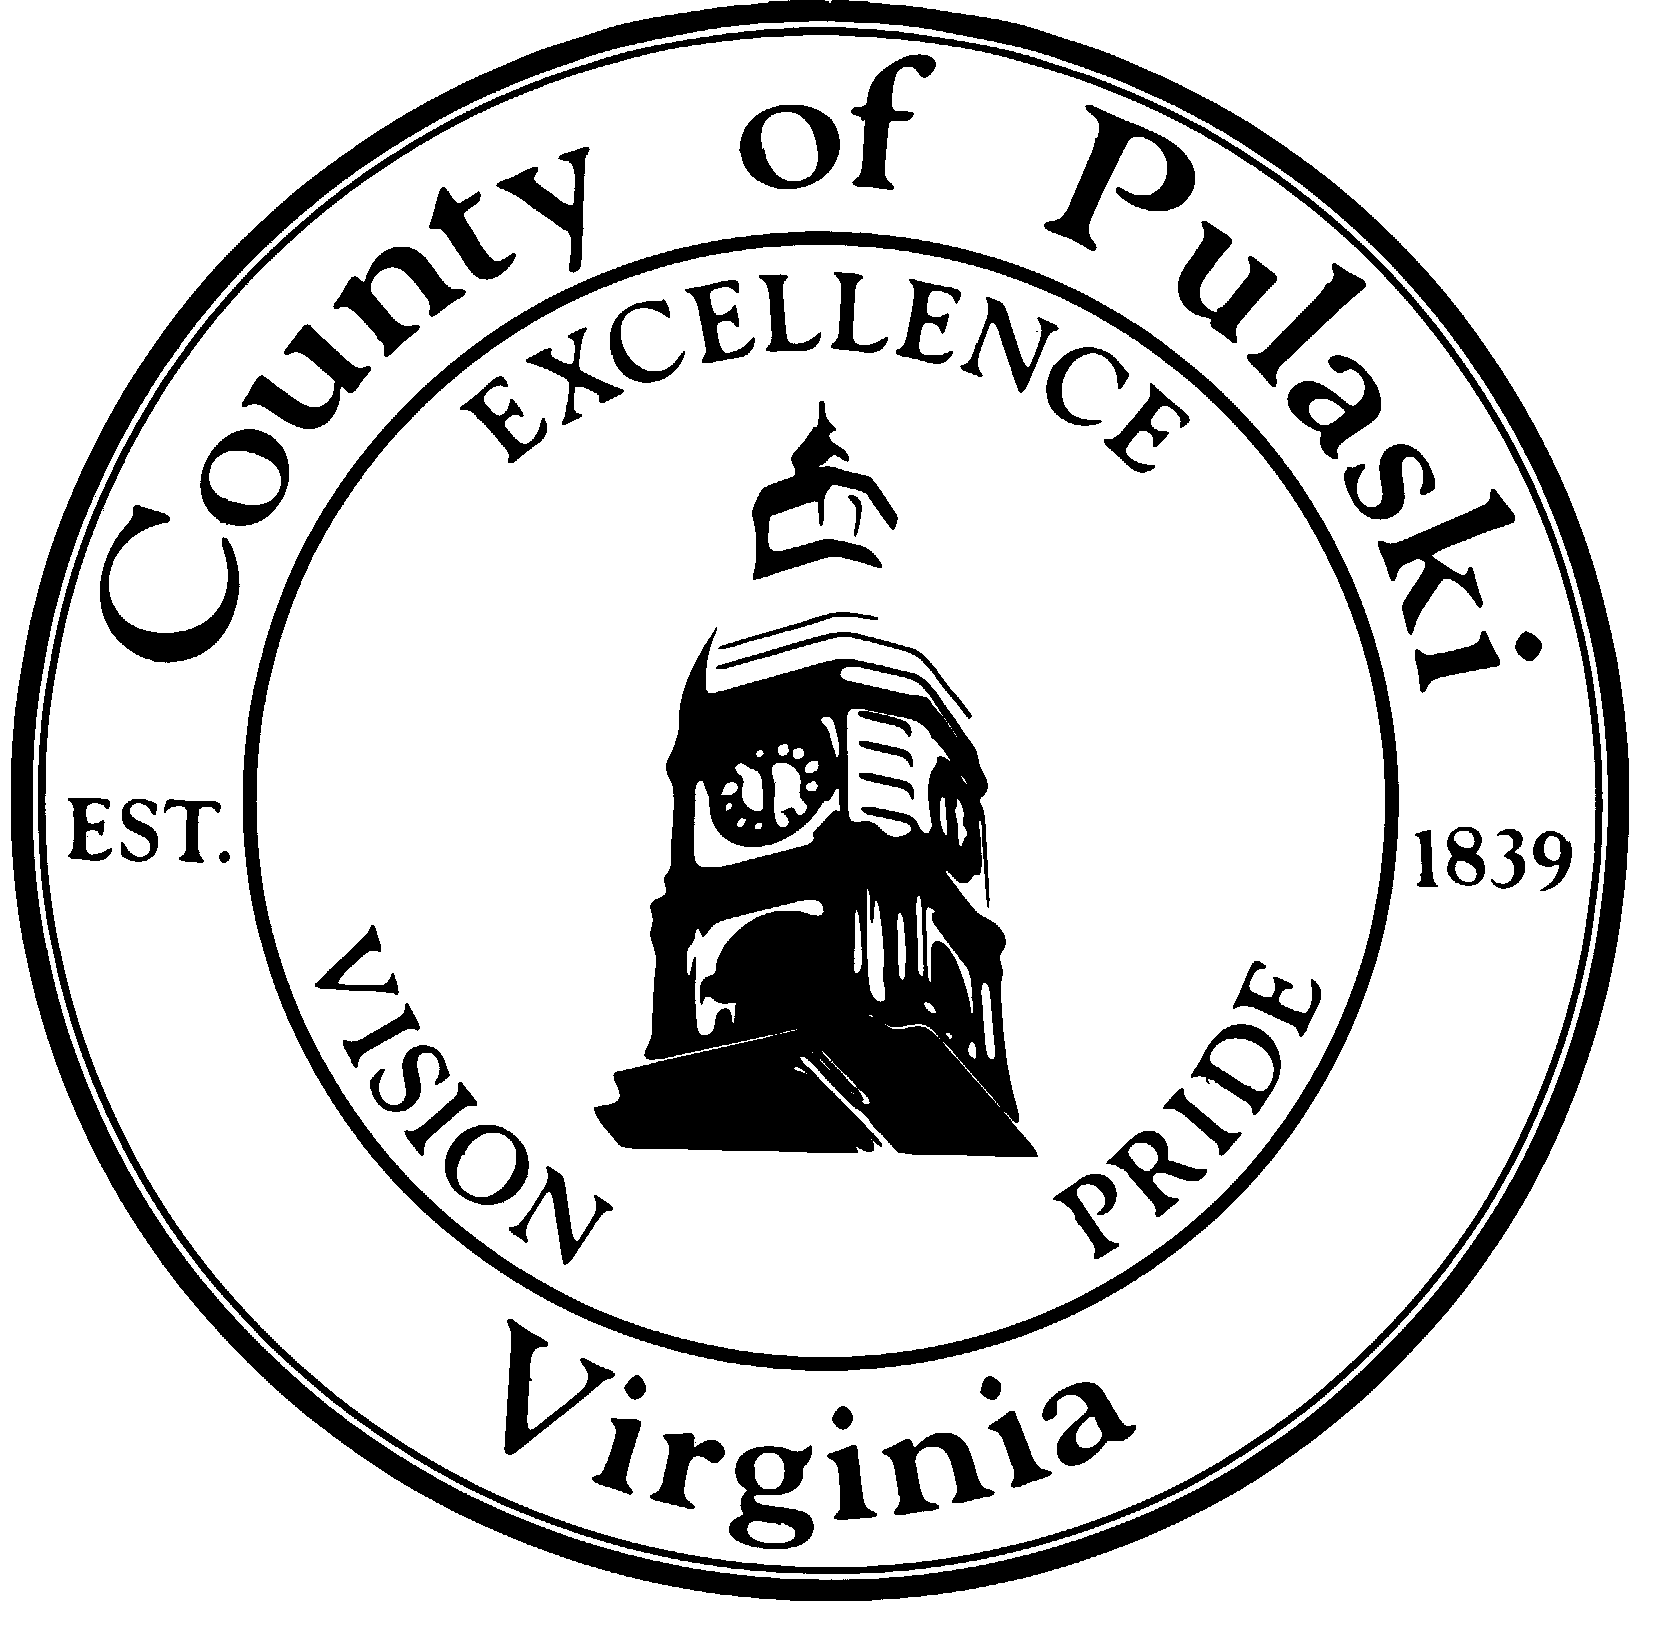 County of Pulaski
EXCELLENCE
EST.
1839
VISION
PRIDE
Virginia